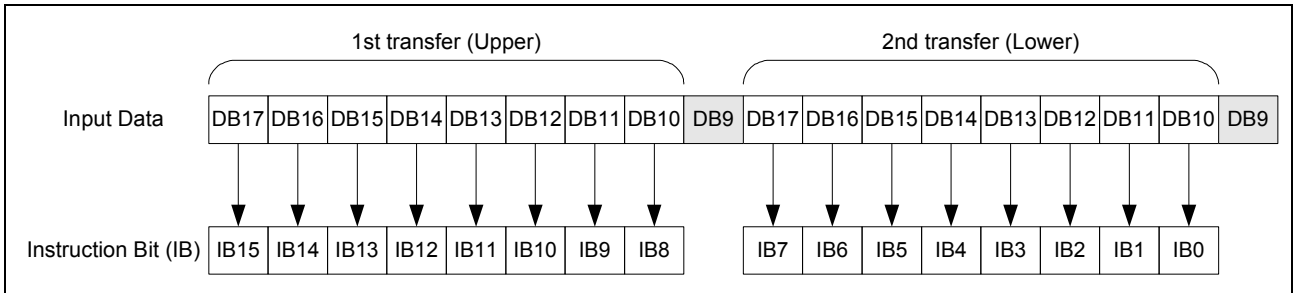 1st transfer (Upper) 2nd transfer (Lower)
Input Data DB17 DB16 DB15 DB14 DB13 DB12 DB11 DB10 DB9 DB17 DB16 DB15 DB14 DB13 DB12 DB11 DB10 DB9
Instruction Bit (IB) IB15 IB14 IB13 IB12 IB11 IB10 IB9 IB8 IB7 IB6 IB5 IB4 IB3 IB2 IB1 IB0